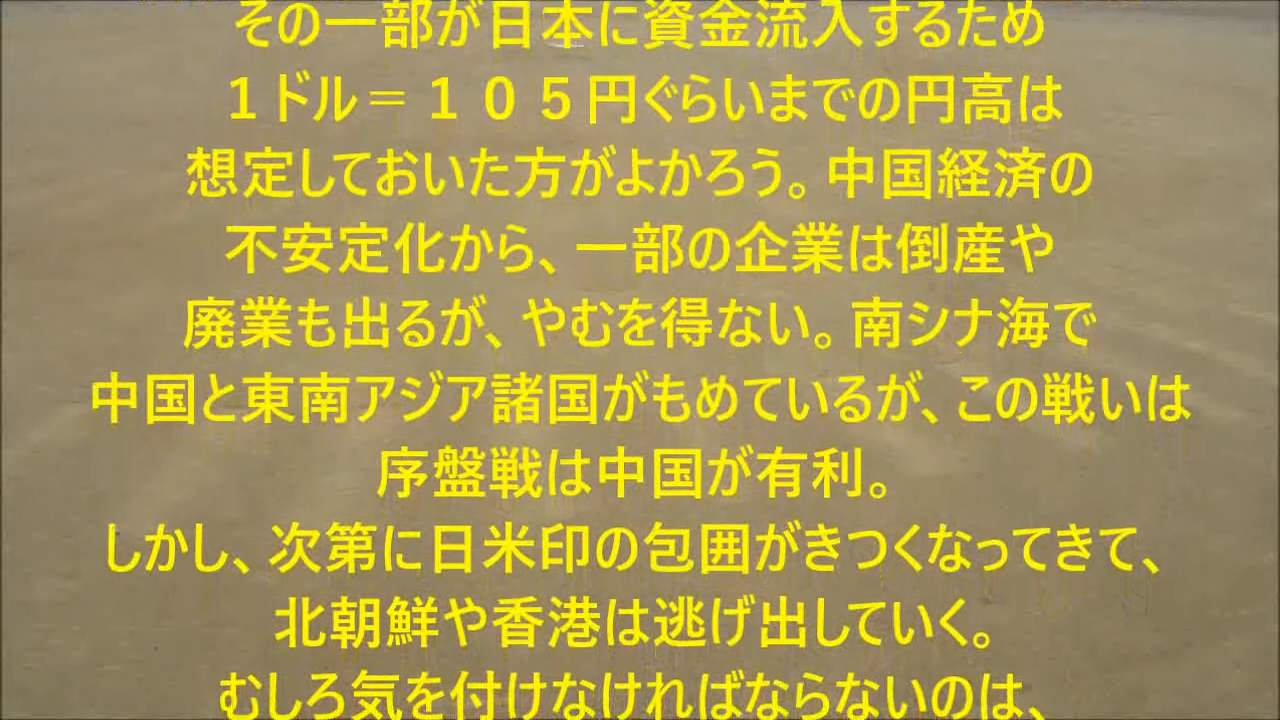 その一部が日本に資金流入するため
１ドル＝１０５円ぐらいまでの円高は
想定しておいた方がよかろう。中国経済の
不安定化から、一部の企業は倒産や
廃業も出るが、やむを得ない。南シナ海で
中国と東南アジア諸国がもめているが、この戦いは
序盤戦は中国が有利。
しかし、次第に日米印の包囲がきつくなってきて、
北朝鮮や香港は逃げ出していく。
むしろ気を付けなければならないのは、